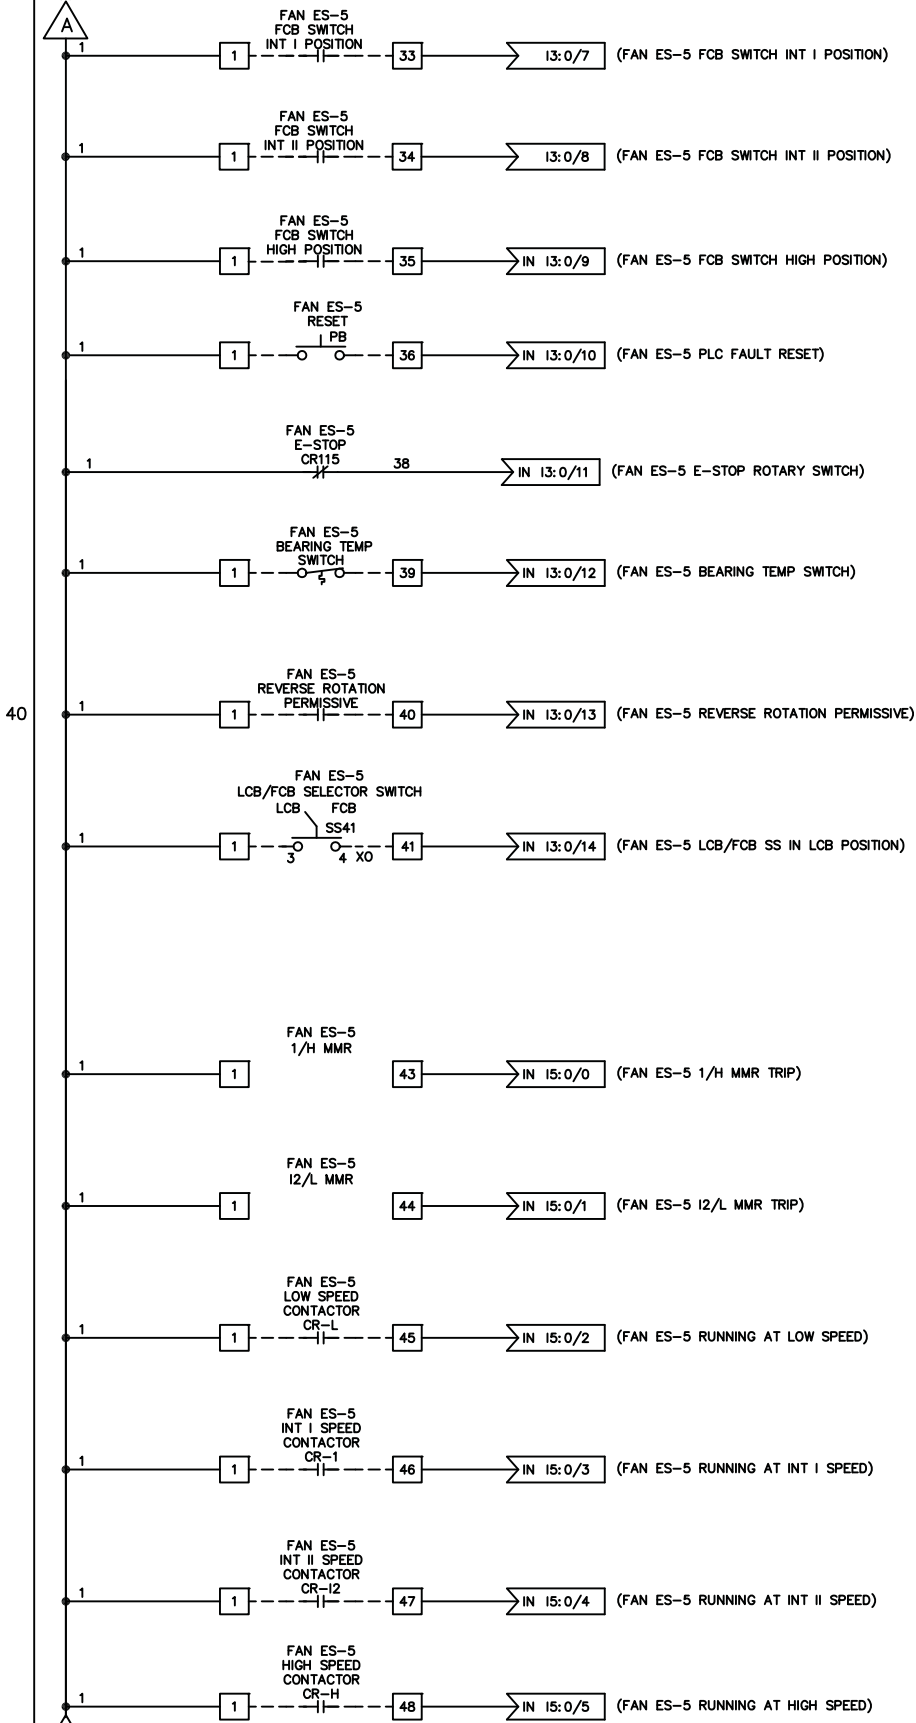 A
FAN ES-5
FCB SWITCH
INT I POSITION
1 1 33 I3:0/7 (FAN ES-5 FCB SWITCH INT I POSITION)
FAN ES-5
FCB SWITCH
INT II POSITION
1 1 34 I3:0/8 (FAN ES-5 FCB SWITCH INT II POSITION)
FAN ES-5
FCB SWITCH
HIGH POSITION
1 1 35 IN I3:0/9 (FAN ES-5 FCB SWITCH HIGH POSITION)
FAN ES-5
RESET
PB
1 1 36 IN I3:0/10 (FAN ES-5 PLC FAULT RESET)
FAN ES-5
E-STOP
CR115
1 38 IN I3:0/11 (FAN ES-5 E-STOP ROTARY SWITCH)
FAN ES-5
BEARING TEMP
SWITCH
1 1 39 IN I3:0/12 (FAN ES-5 BEARING TEMP SWITCH)
FAN ES-5
REVERSE ROTATION
PERMISSIVE
40 1 1 40 IN I3:0/13 (FAN ES-5 REVERSE ROTATION PERMISSIVE)
FAN ES-5
LCB/FCB SELECTOR SWITCH
LCB FCB
SS41
1 1 41 IN I3:0/14 (FAN ES-5 LCB/FCB SS IN LCB POSITION)
3 4 XO
FAN ES-5
1/H MMR
1 1 43 IN I5:0/0 (FAN ES-5 1/H MMR TRIP)
FAN ES-5
I2/L MMR
1 1 44 IN I5:0/1 (FAN ES-5 I2/L MMR TRIP)
FAN ES-5
LOW SPEED
CONTACTOR
CR-L
1 1 45 IN I5:0/2 (FAN ES-5 RUNNING AT LOW SPEED)
FAN ES-5
INT I SPEED
CONTACTOR
CR-1
1 1 46 IN I5:0/3 (FAN ES-5 RUNNING AT INT I SPEED)
FAN ES-5
INT II SPEED
CONTACTOR
CR-I2
1 1 47 IN I5:0/4 (FAN ES-5 RUNNING AT INT II SPEED)
FAN ES-5
HIGH SPEED
CONTACTOR
CR-H
1 1 48 IN I5:0/5 (FAN ES-5 RUNNING AT HIGH SPEED)